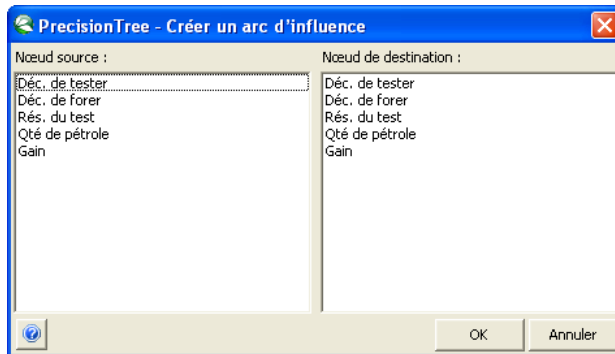 PrecisionTree - Créer un arc d'influence
Nœud source :
Nœud de destination :
Déc. de tester
Déc. de forer
Rés. du test
Qté de pétrole
Gain
Déc. de tester
Déc. de forer
Rés. du test
Qté de pétrole
Gain
OK
Annuler